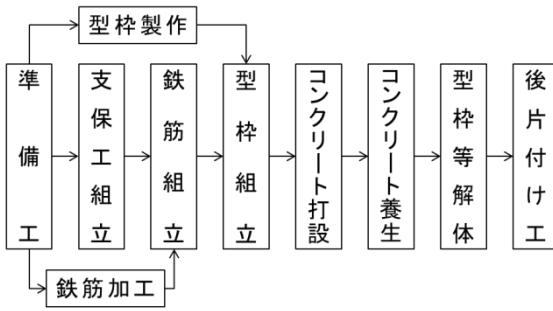 型枠製作
準備工
支保工組立
鉄筋組立
型枠組立
コンクリート打設
コンクリート養生
型枠等解体
後片付け工
鉄筋加工